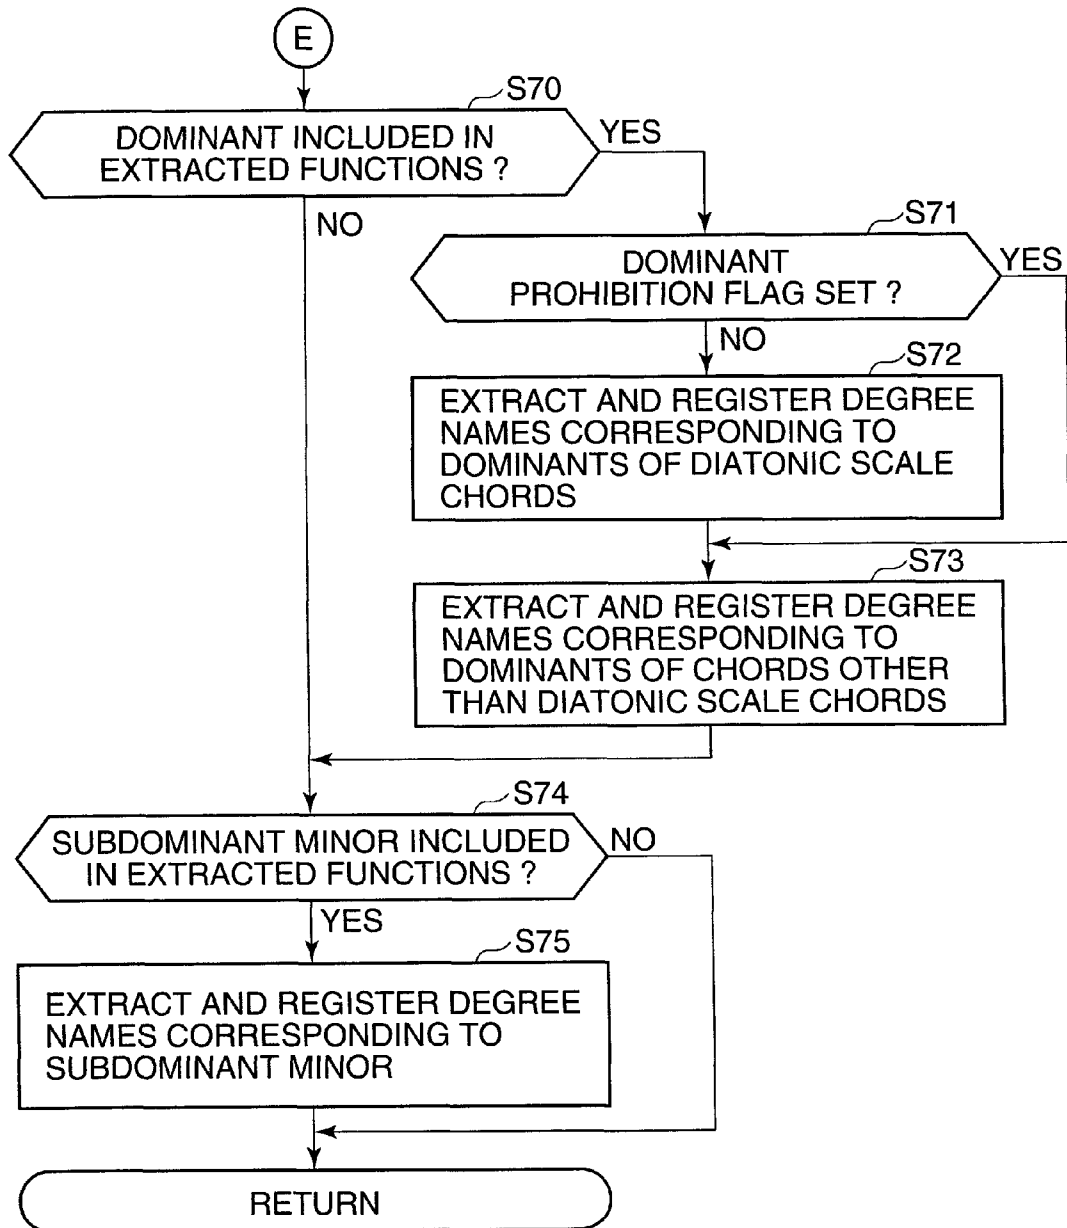 E
S70
DOMINANT INCLUDED IN
EXTRACTED FUNCTIONS ?
YES
NO
S71
DOMINANT
PROHIBITION FLAG SET ?
YES
NO
S72
EXTRACT AND REGISTER DEGREE
NAMES CORRESPONDING TO
DOMINANTS OF DIATONIC SCALE
CHORDS
S73
EXTRACT AND REGISTER DEGREE
NAMES CORRESPONDING TO
DOMINANTS OF CHORDS OTHER
THAN DIATONIC SCALE CHORDS
S74
SUBDOMINANT MINOR INCLUDED
IN EXTRACTED FUNCTIONS ?
NO
YES
S75
EXTRACT AND REGISTER DEGREE
NAMES CORRESPONDING TO
SUBDOMINANT MINOR
RETURN